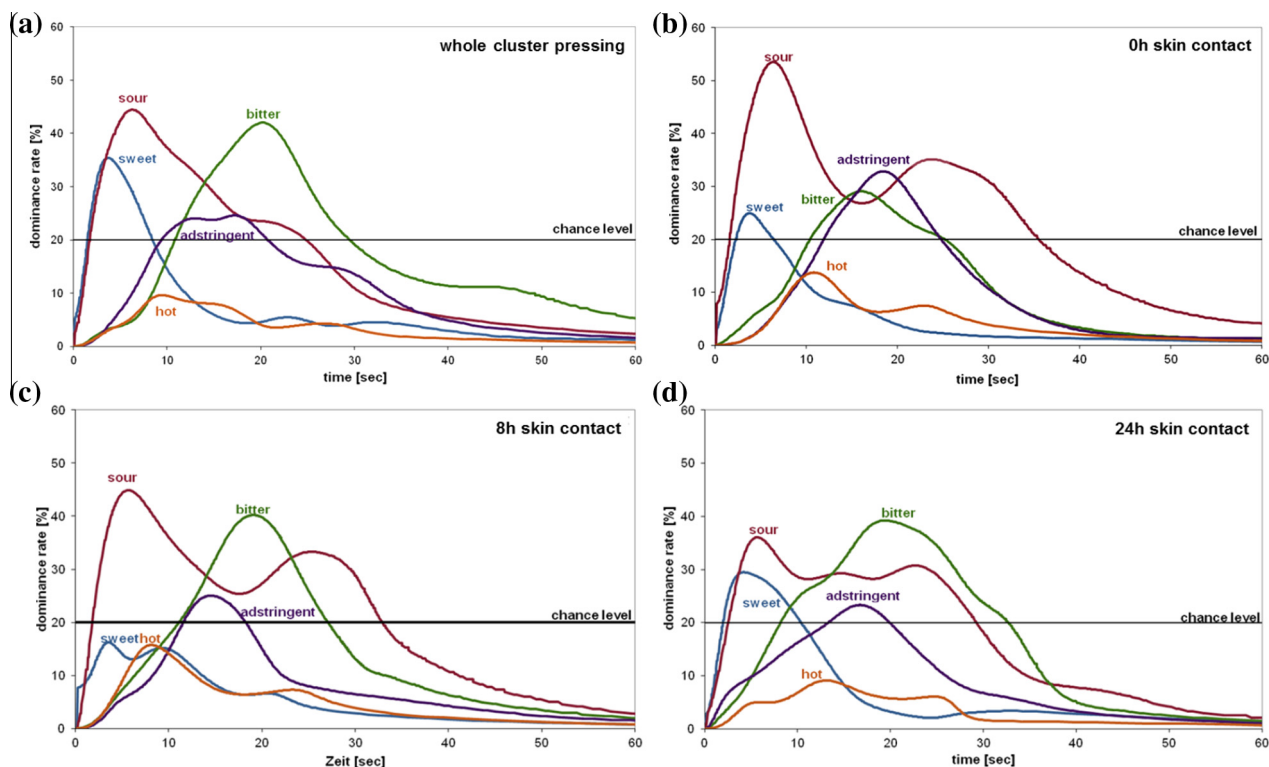 (a)
whole cluster pressing
60
50
40
30
20
10
0
dominance rate [%]
sour
sweet
bitter
adstringent
hot
chance level
0 10 20 30 40 50 60
time [sec]
(b)
0h skin contact
60
50
40
30
20
10
0
dominance rate [%]
sour
sweet
bitter
adstringent
hot
chance level
0 10 20 30 40 50 60
time [sec]
(c)
8h skin contact
60
50
40
30
20
10
0
dominance rate [%]
sour
sweet hot
bitter
adstringent
chance level
0 10 20 30 40 50 60
Zeit [sec]
(d)
24h skin contact
60
50
40
30
20
10
0
dominance rate [%]
sour
sweet
bitter
adstringent
hot
chance level
0 10 20 30 40 50 60
time [sec]